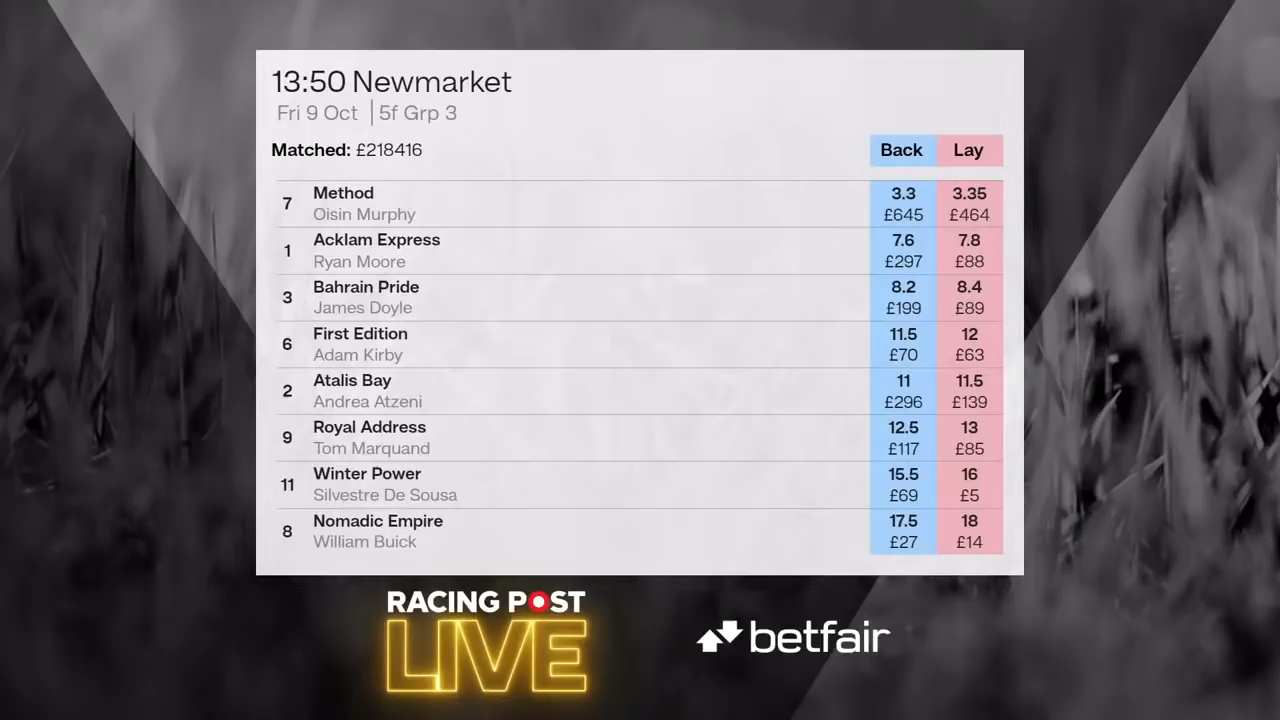 13:50 Newmarket
Fri 9 Oct | 5f Grp 3
Matched: £218416 Back Lay
7 Method 3.3 3.35
Oisin Murphy £645 £464
1 Acklam Express 7.6 7.8
Ryan Moore £297 £88
3 Bahrain Pride 8.2 8.4
James Doyle £199 £89
6 First Edition 11.5 12
Adam Kirby £70 £63
2 Atalis Bay 11 11.5
Andrea Atzeni £296 £139
9 Royal Address 12.5 13
Tom Marquand £117 £85
11 Winter Power 15.5 16
Silvestre De Sousa £69 £5
8 Nomadic Empire 17.5 18
William Buick £27 £14
RACING POST
LIVE
betfair